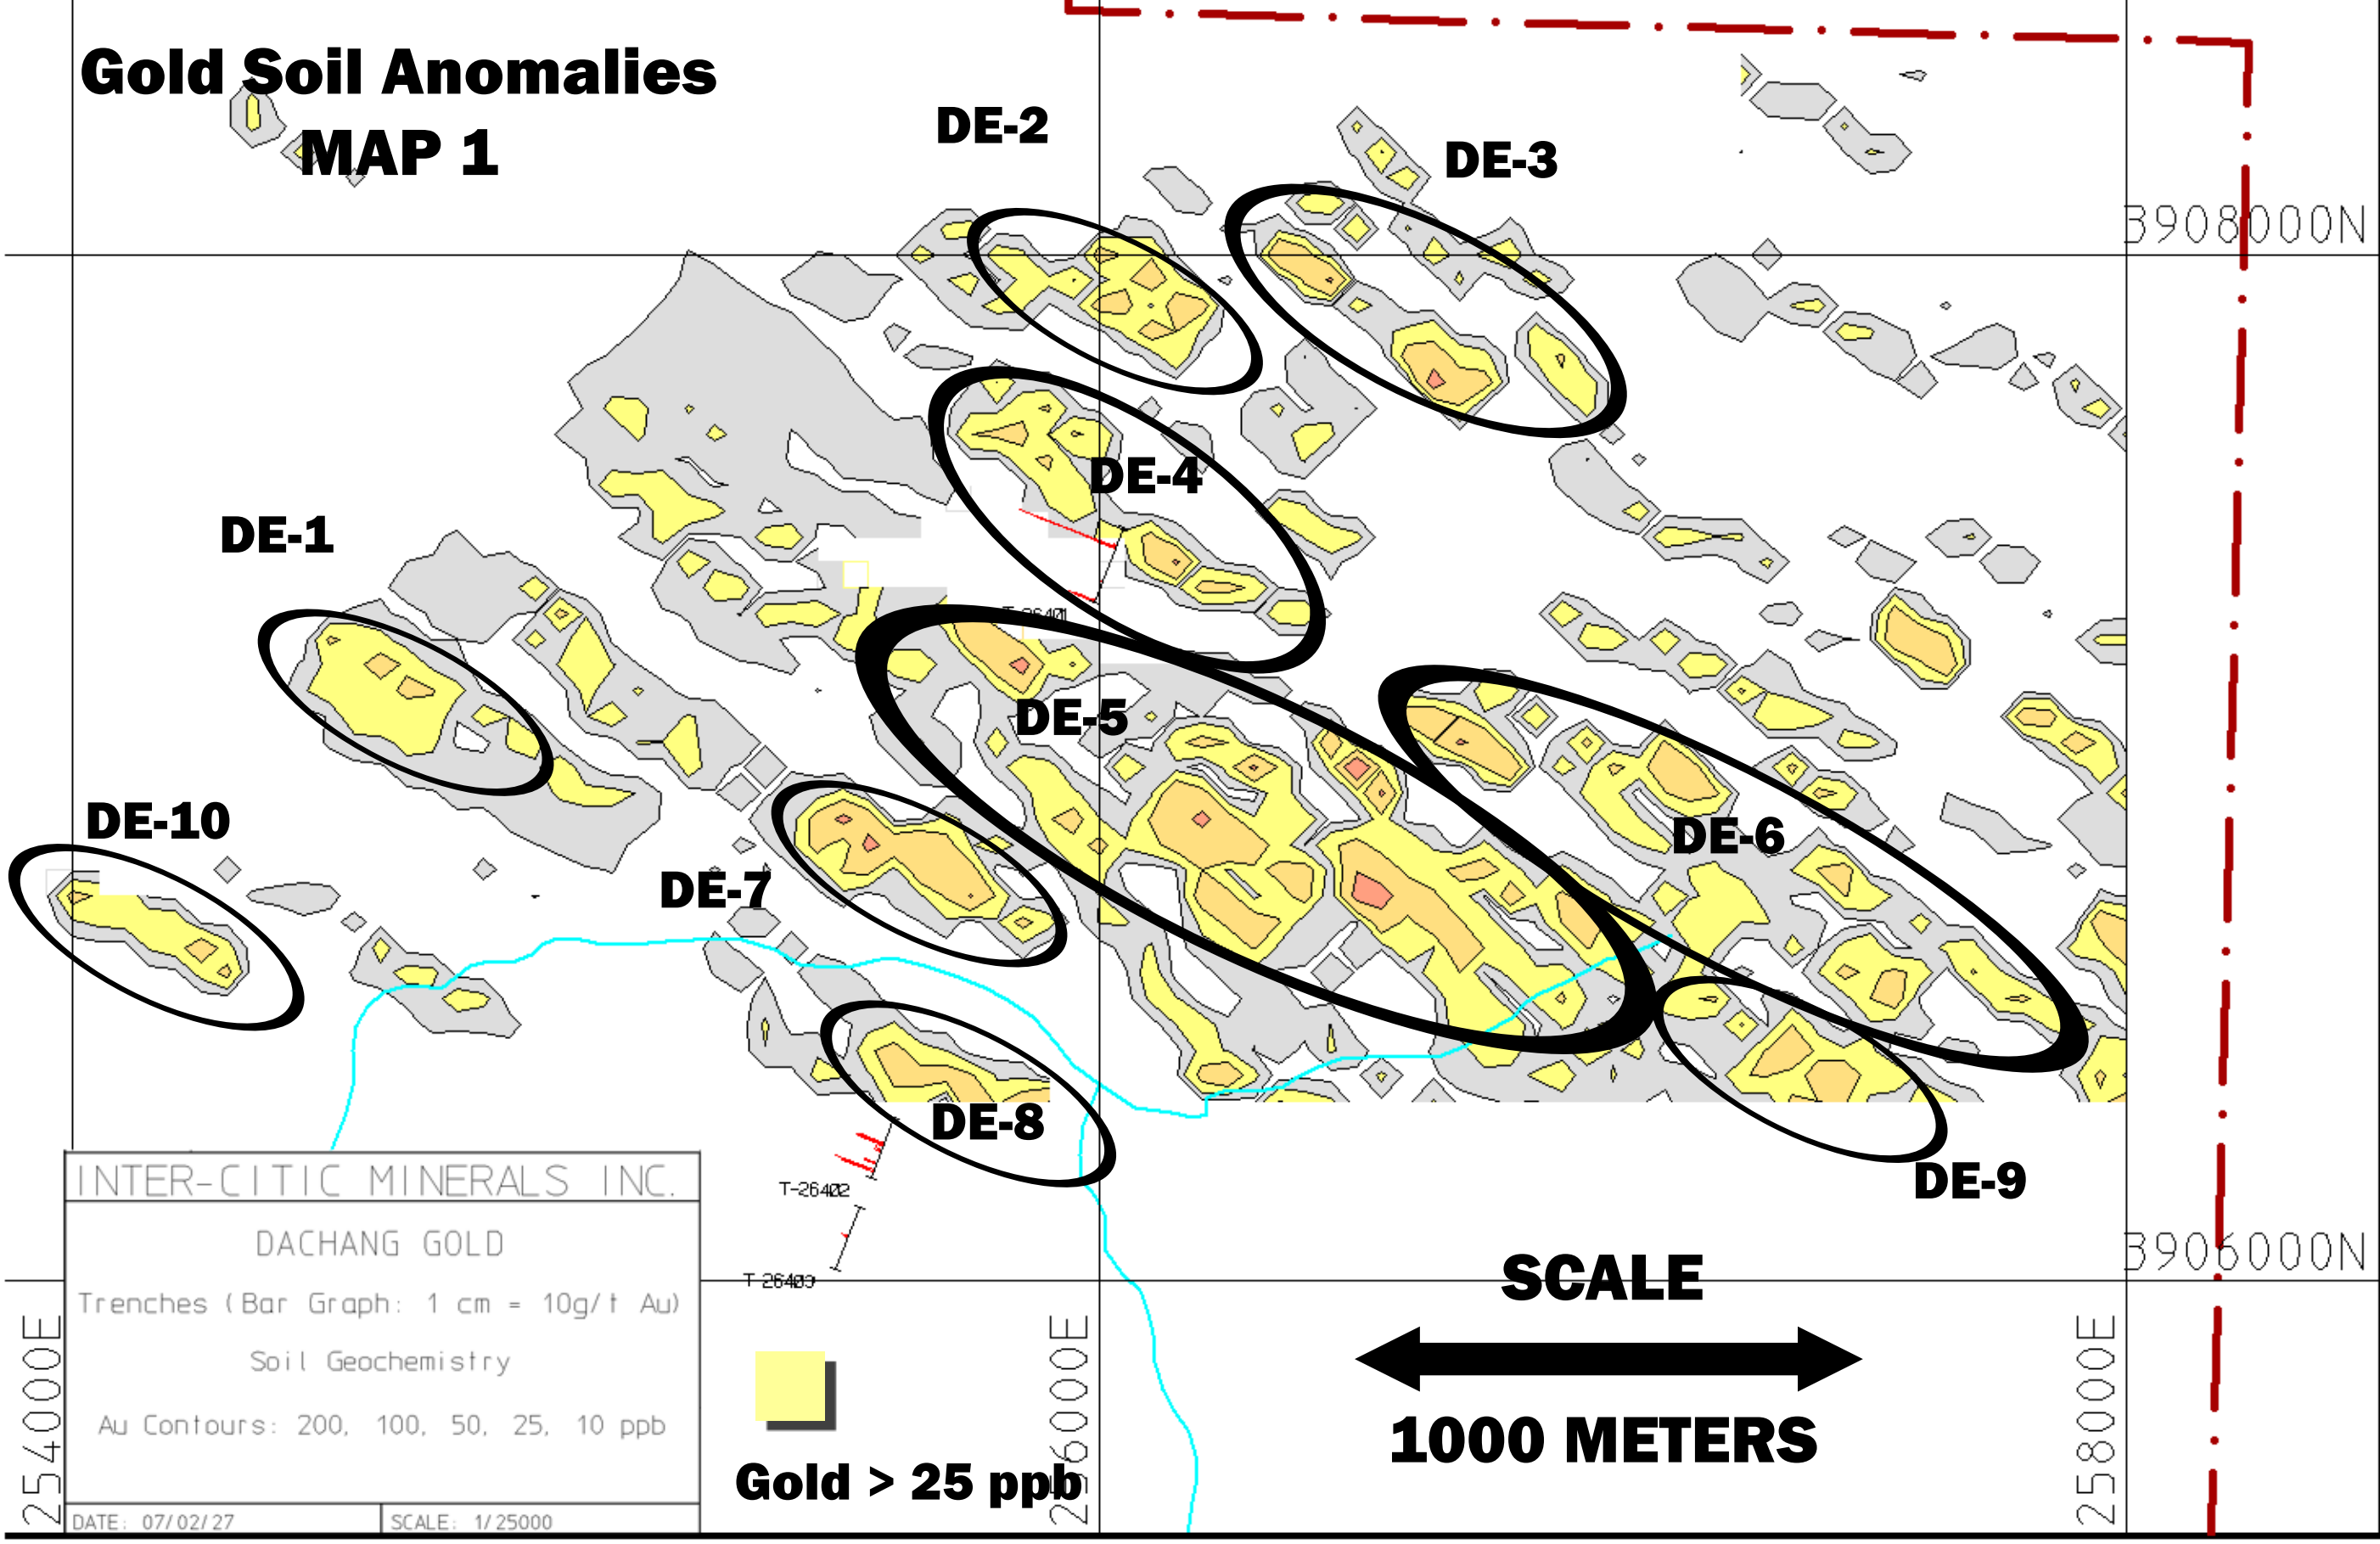 Gold Soil Anomalies
MAP 1
DE-2
DE-3
3908000N
DE-4
DE-1
T-26401
DE-5
DE-10
DE-6
DE-7
DE-8
DE-9
T-26402
T-26403
3906000N
INTER-CITIC MINERALS INC.
DACHANG GOLD
Trenches (Bar Graph: 1 cm = 10g/t Au)
Soil Geochemistry
Au Contours: 200, 100, 50, 25, 10 ppb
DATE: 07/02/27
SCALE: 1/25000
Gold > 25 ppb
SCALE
1000 METERS
254000E
256000E
258000E